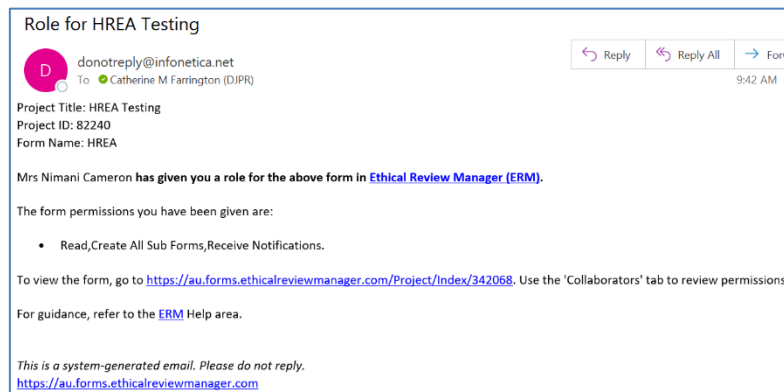 Role for HREA Testing
D
donotreply@infonetica.net
To Catherine M Farrington (DJPR)
Reply
Reply All
9:42 AM
Project Title: HREA Testing
Project ID: 82240
Form Name: HREA
Mrs Nimani Cameron has given you a role for the above form in Ethical Review Manager (ERM).
The form permissions you have been given are:
• Read,Create All Sub Forms,Receive Notifications.
To view the form, go to https://au.forms.ethicalreviewmanager.com/Project/Index/342068. Use the 'Collaborators' tab to review permissions
For guidance, refer to the ERM Help area.
This is a system-generated email. Please do not reply.
https://au.forms.ethicalreviewmanager.com